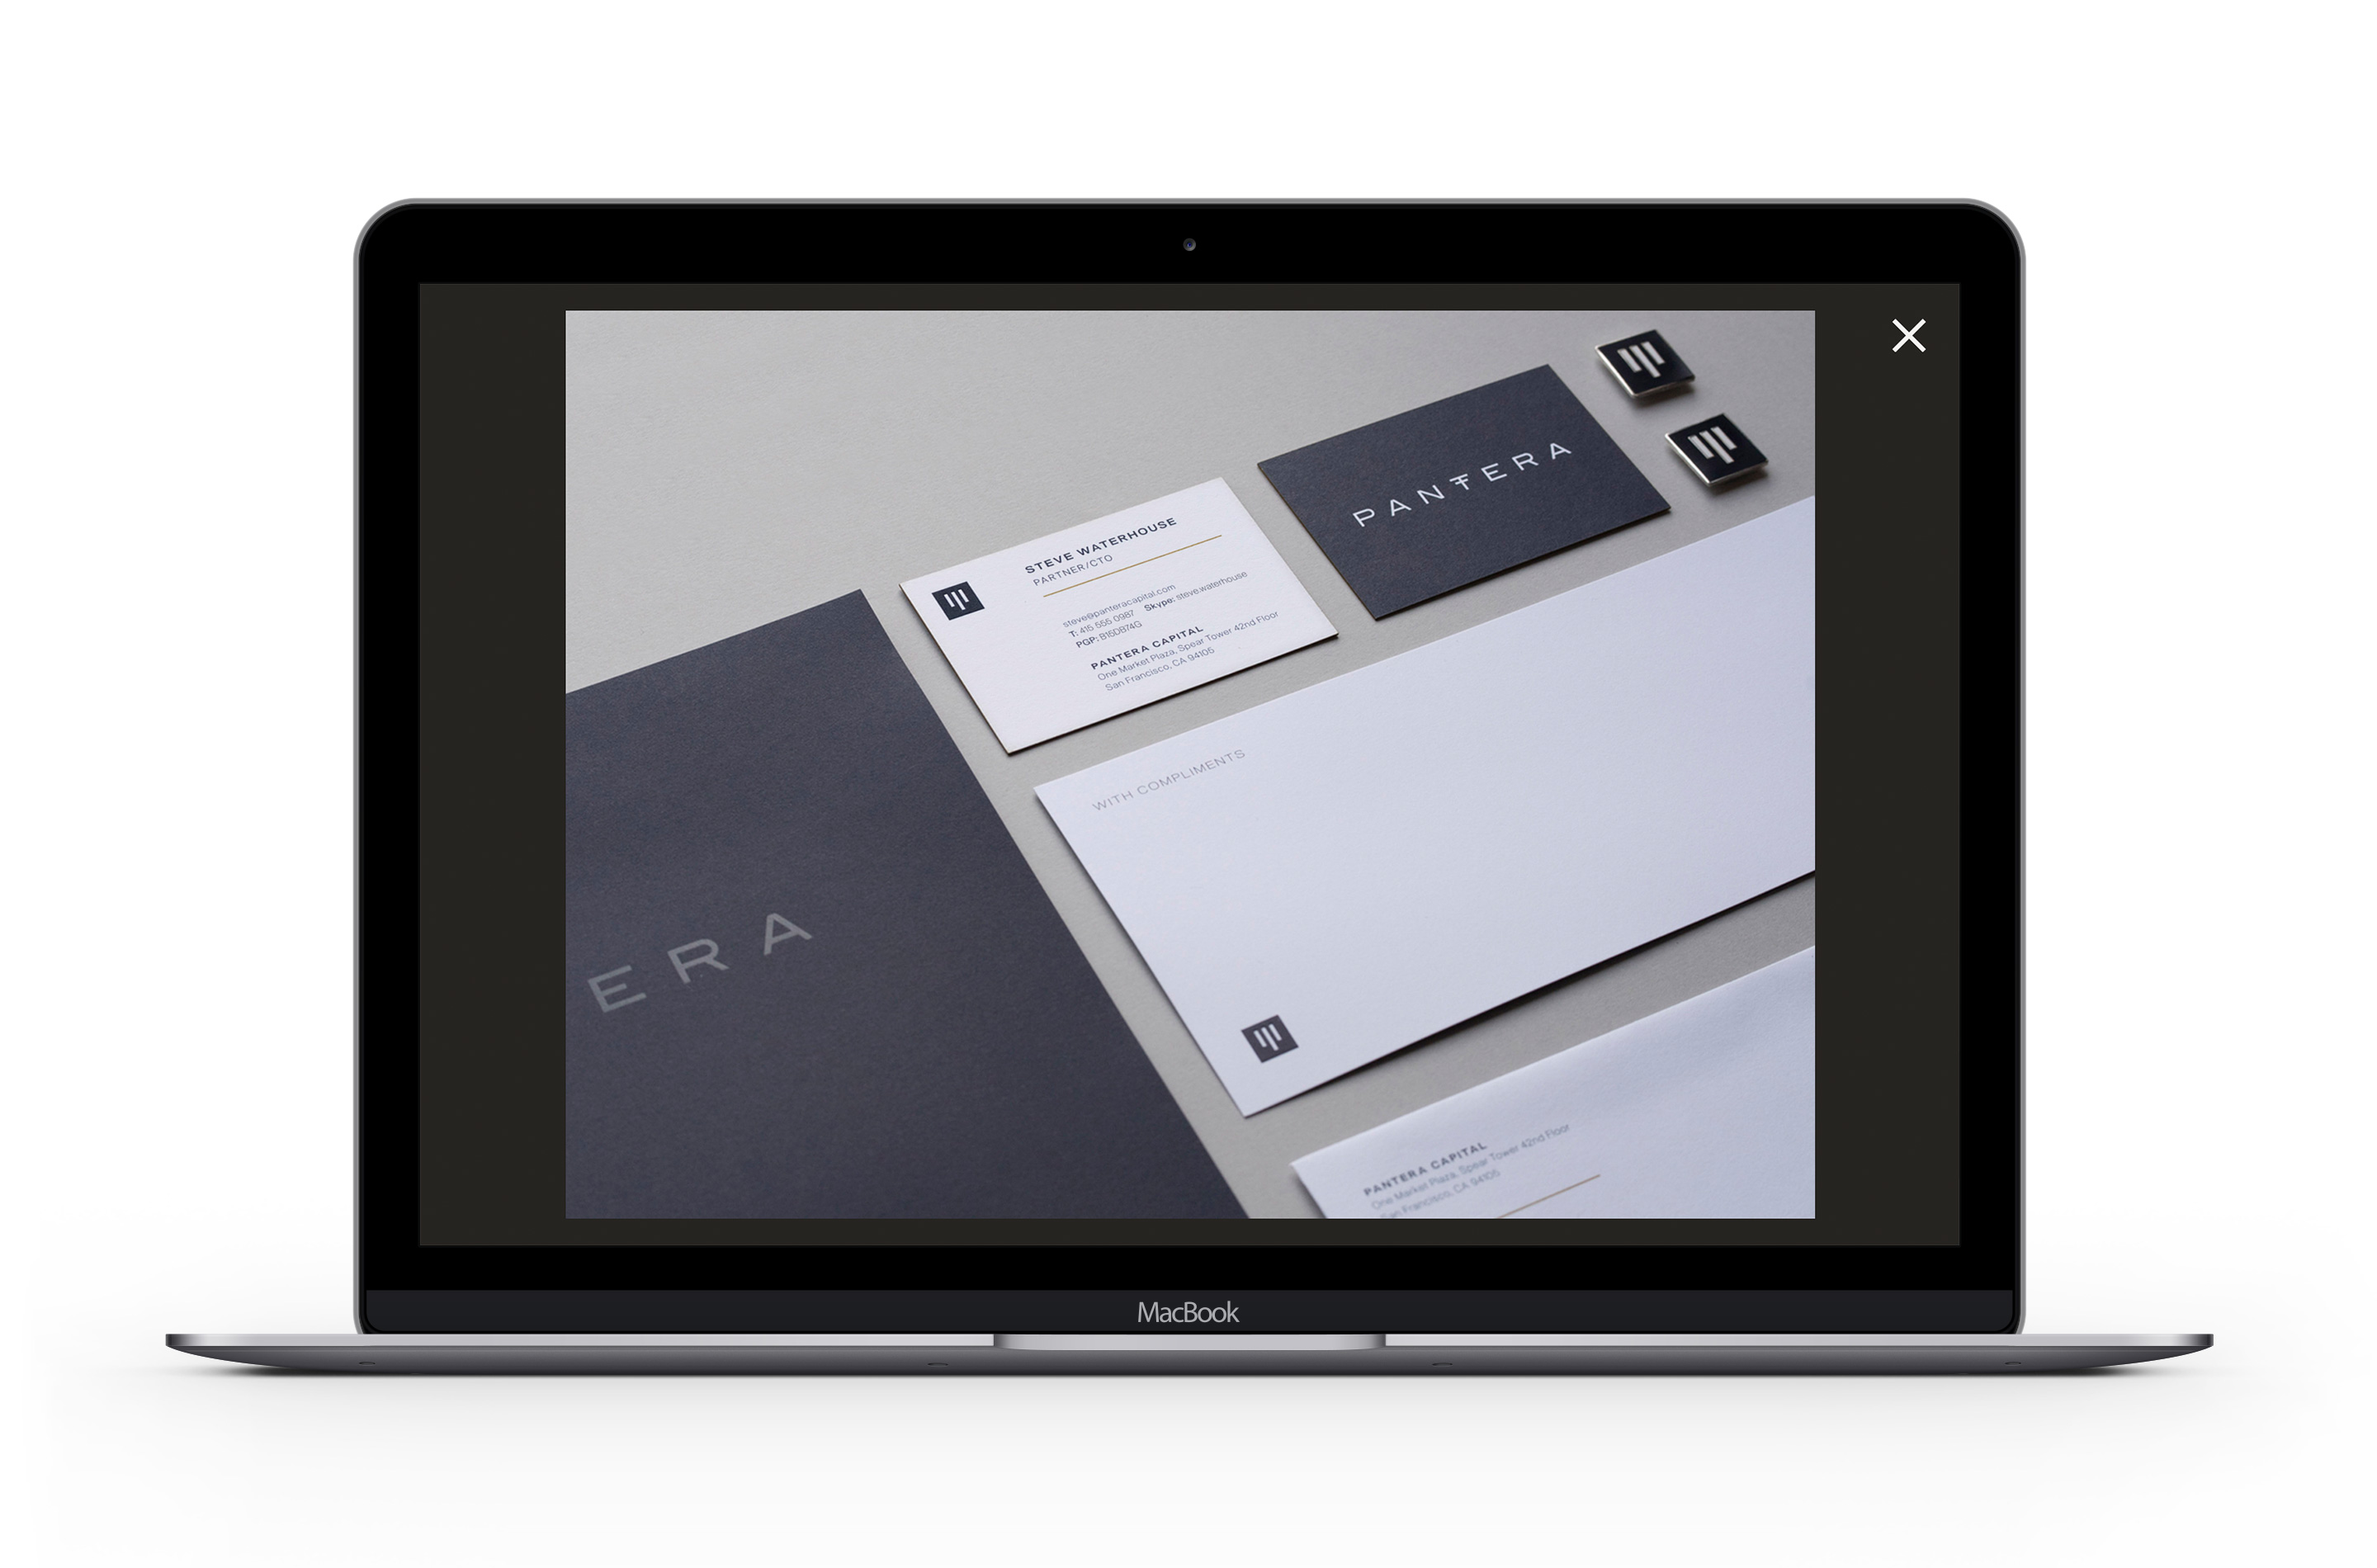 PANTERA
STEVE WATERHOUSE
PARTNER/CTO
steve@panteracapital.com
T: 415 555 0987 Skype: steve.waterhouse
PGP: B15DB74G
PANTERA CAPITAL
One Market Plaza, Spear Tower 42nd Floor
San Francisco, CA 94105
WITH COMPLIMENTS
ERA
PANTERA CAPITAL
One Market Plaza, Spear Tower 42nd Floor
San Francisco, CA 94105
MacBook